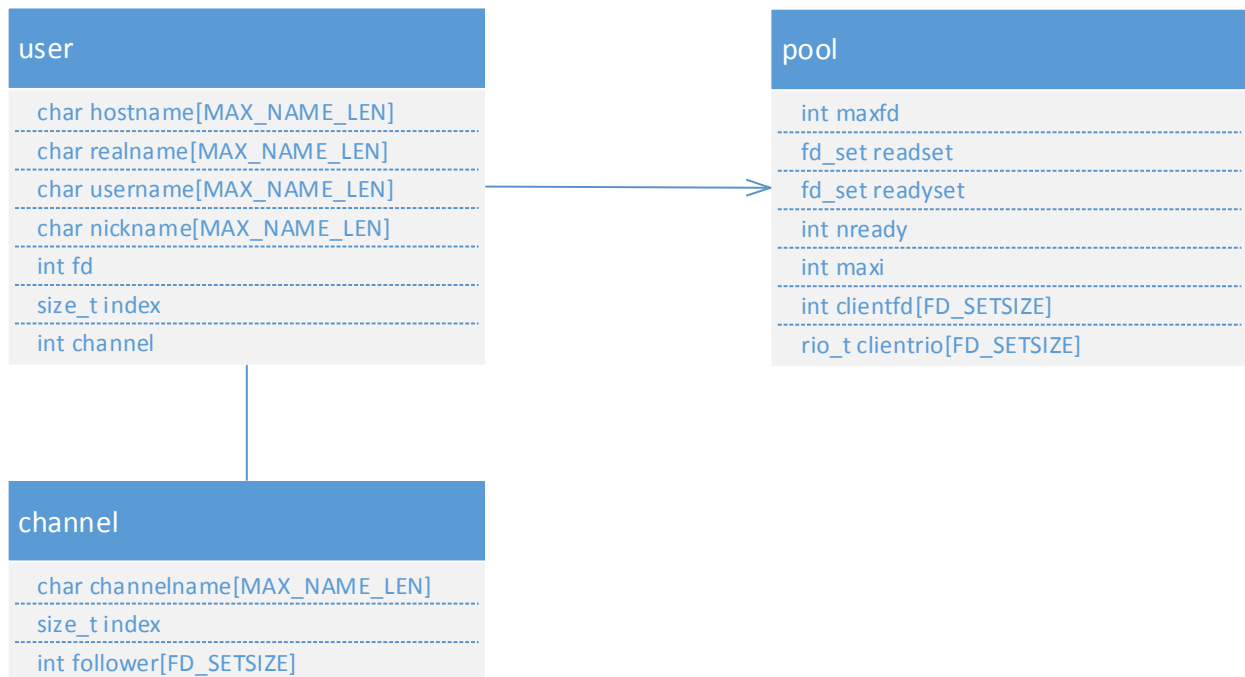 user
char hostname[MAX_NAME_LEN]
char realname[MAX_NAME_LEN]
char username[MAX_NAME_LEN]
char nickname[MAX_NAME_LEN]
int fd
size_t index
int channel
pool
int maxfd
fd_set readset
fd_set readyset
int nready
int maxi
int clientfd[FD_SETSIZE]
rio_t clientrio[FD_SETSIZE]
channel
char channelname[MAX_NAME_LEN]
size_t index
int follower[FD_SETSIZE]